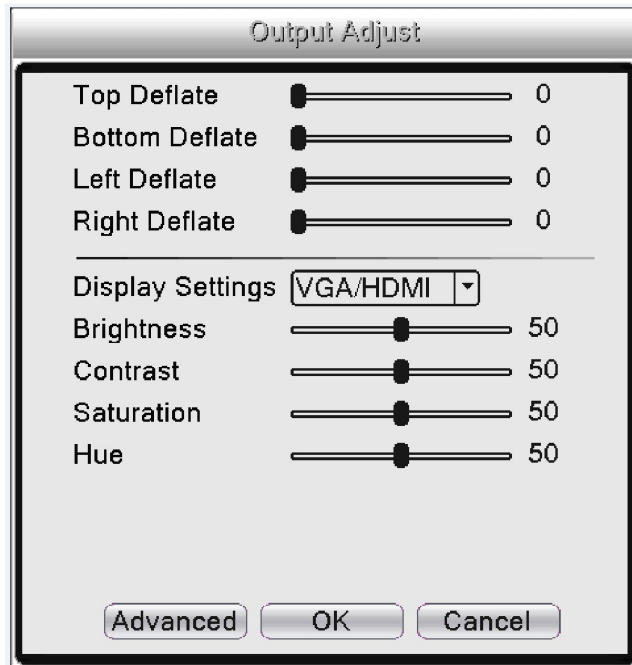 Output Adjust
Top Deflate 0
Bottom Deflate 0
Left Deflate 0
Right Deflate 0
Display Settings VGA/HDMI
Brightness 50
Contrast 50
Saturation 50
Hue 50
Advanced OK Cancel